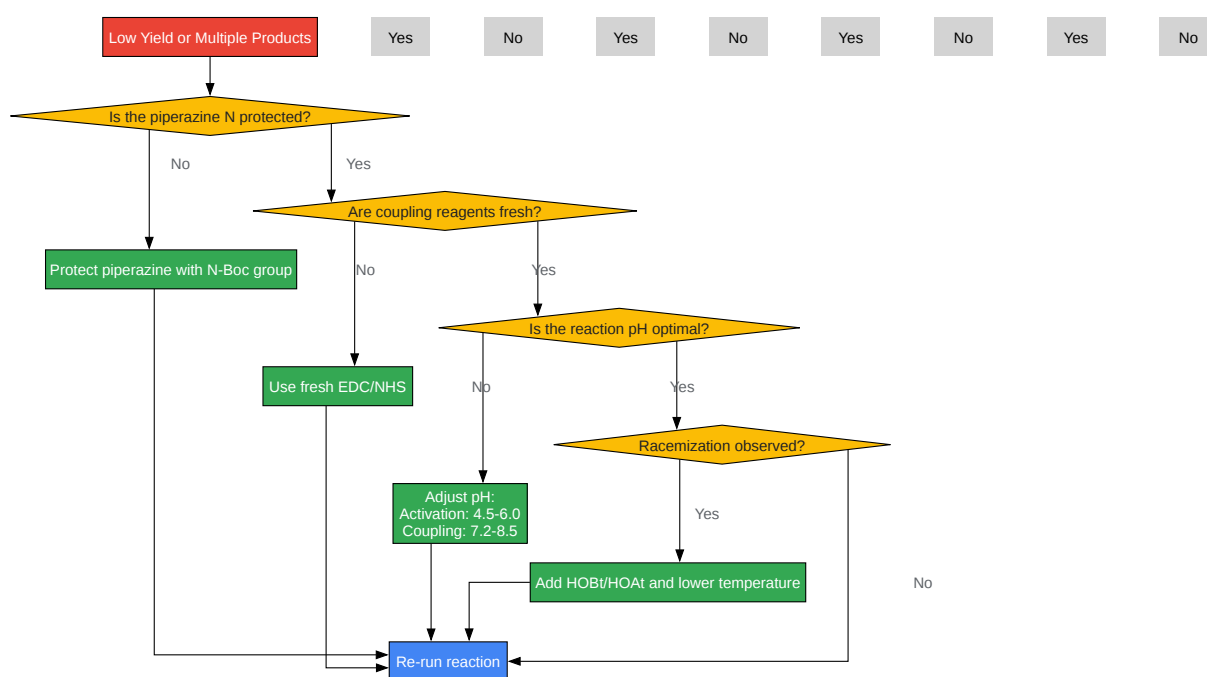 Low Yield or Multiple Products
Yes
No
Yes
No
Yes
No
Yes
No
Is the piperazine N protected?
No
Yes
Are coupling reagents fresh?
Protect piperazine with N-Boc group
No
Yes
Is the reaction pH optimal?
Use fresh EDC/NHS
No
Yes
Racemization observed?
Adjust pH:
Activation: 4.5-6.0
Coupling: 7.2-8.5
Yes
Add HOBt/HOAt and lower temperature
No
Re-run reaction